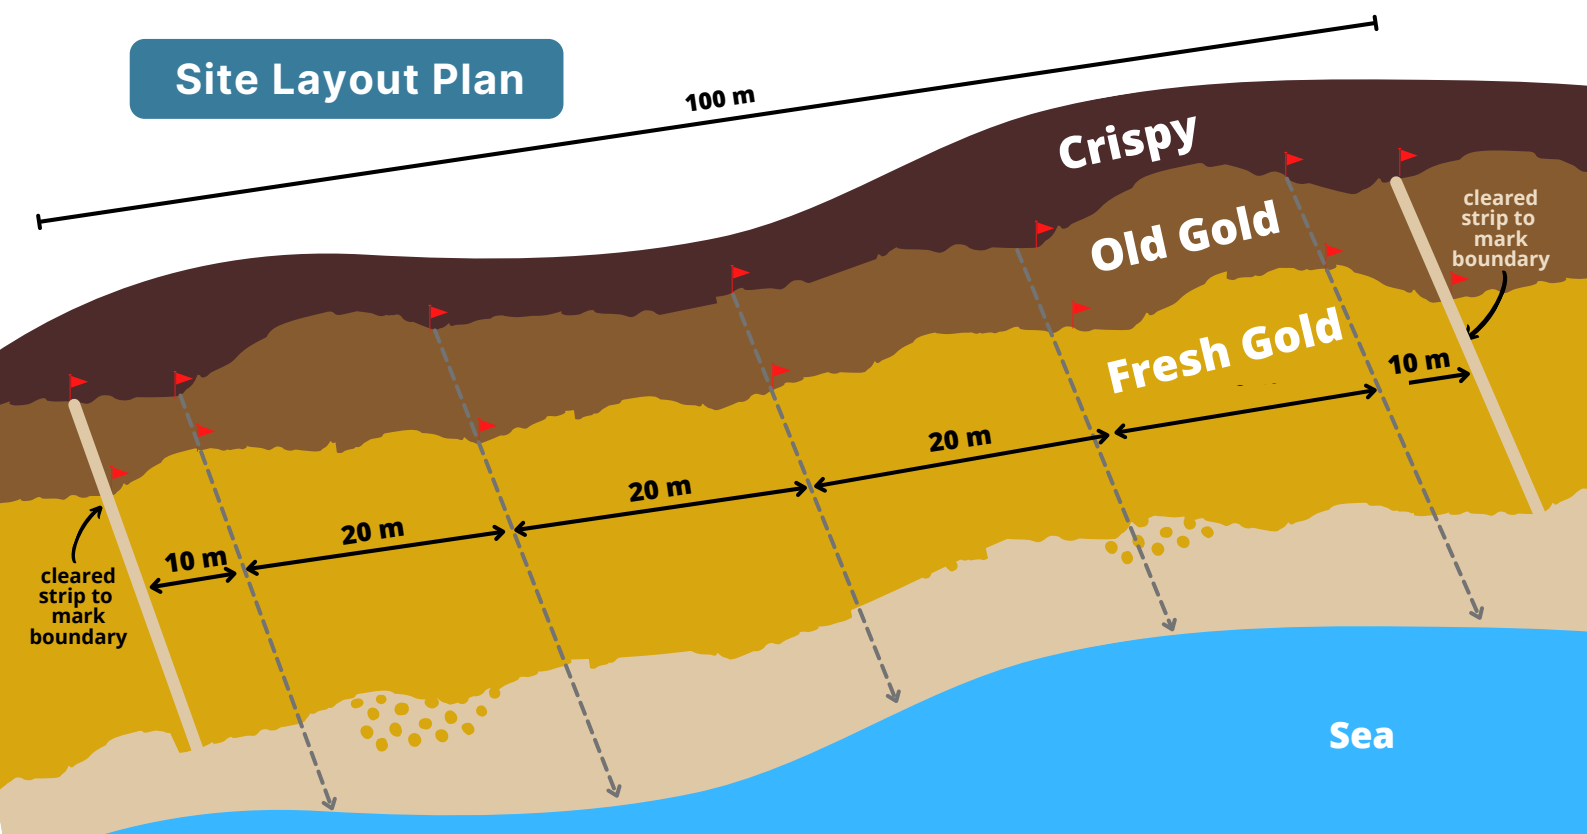 Site Layout Plan
100 m
Crispy
Old Gold
Fresh Gold
cleared
strip to
mark
boundary
10 m
20 m
20 m
20 m
10 m
cleared
strip to
mark
boundary
Sea